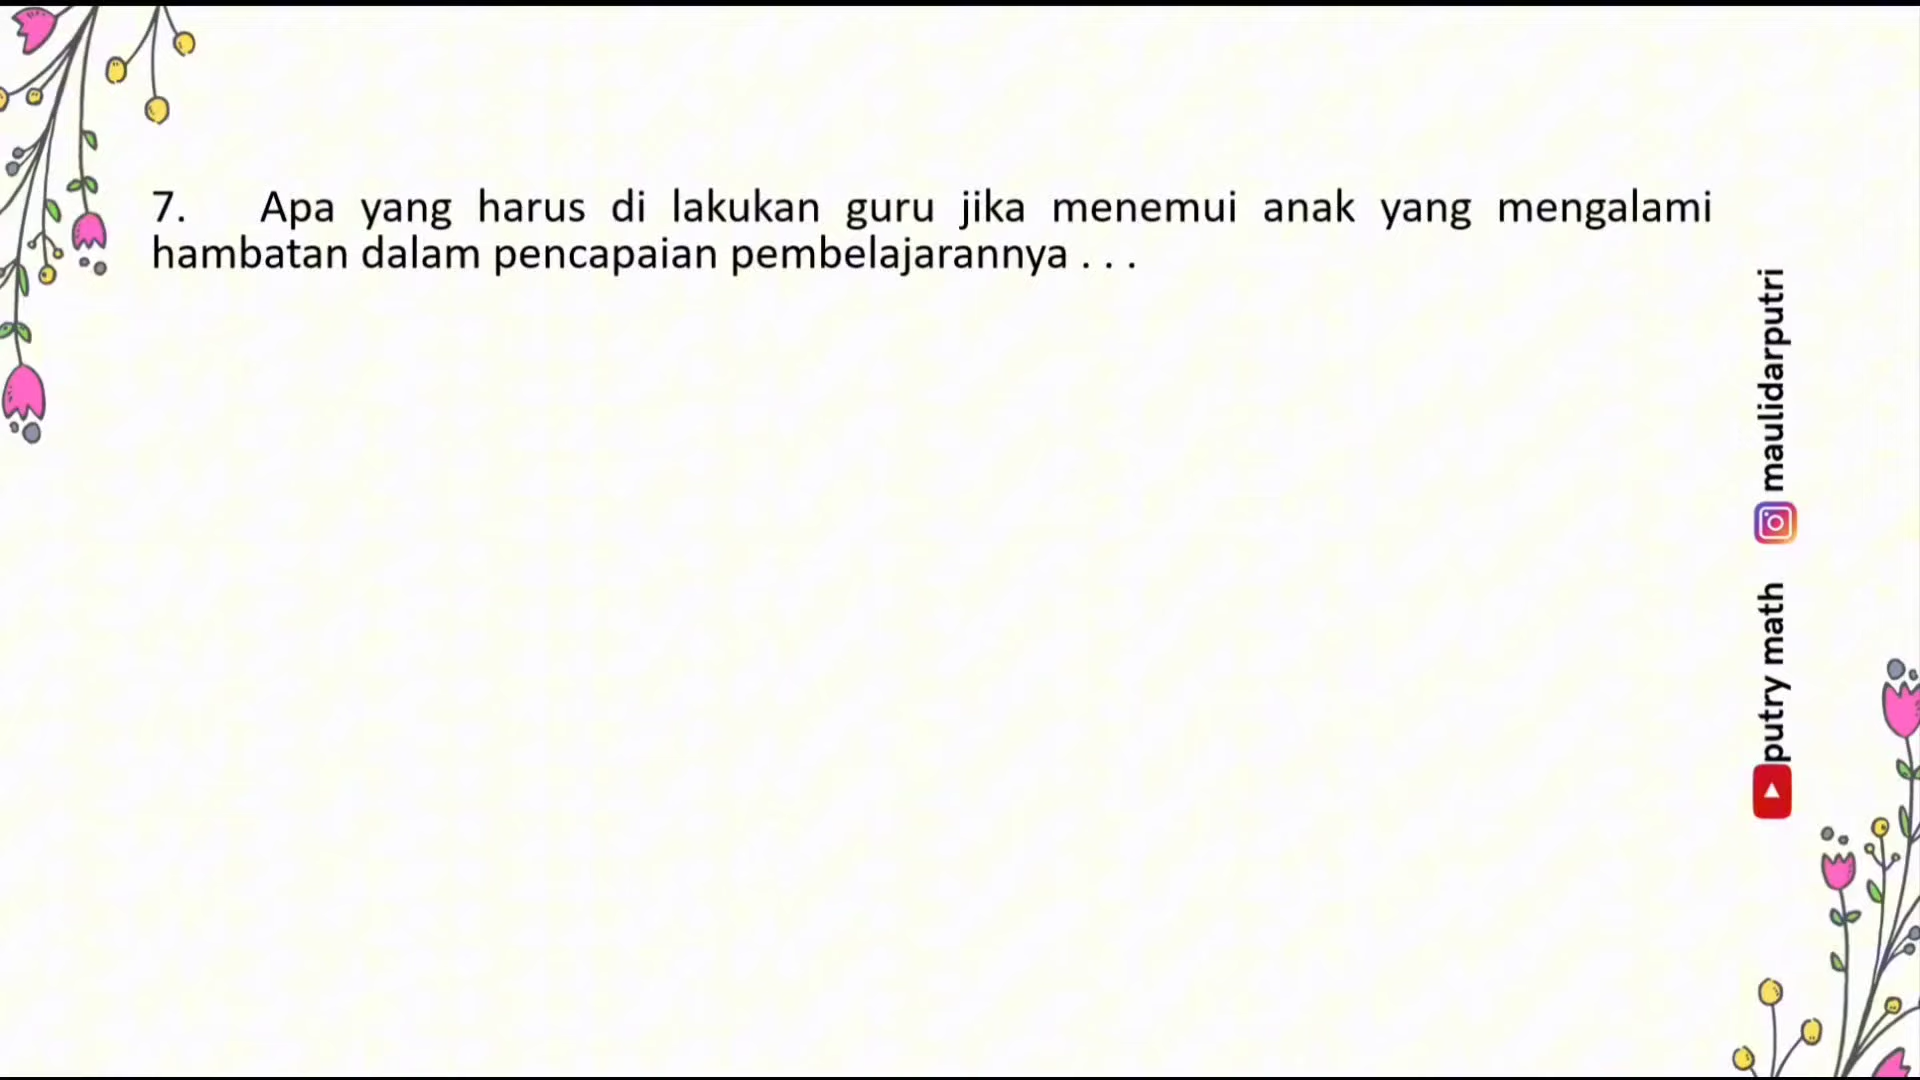 7. Apa yang harus di lakukan guru jika menemui anak yang mengalami
hambatan dalam pencapaian pembelajarannya . . .
maulidarputri
putry math